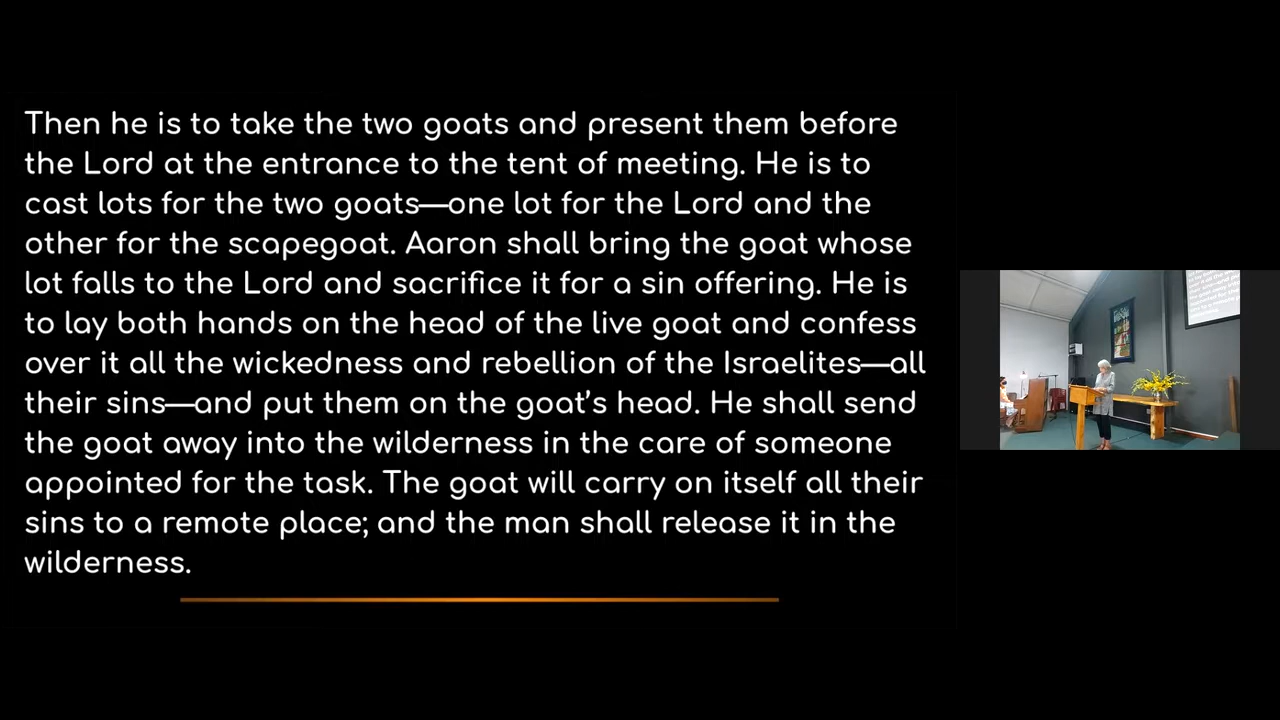 Then he is to take the two goats and present them before
the Lord at the entrance to the tent of meeting. He is to
cast lots for the two goats—one lot for the Lord and the
other for the scapegoat. Aaron shall bring the goat whose
lot falls to the Lord and sacrifice it for a sin offering. He is
to lay both hands on the head of the live goat and confess
over it all the wickedness and rebellion of the Israelites—all
their sins—and put them on the goat’s head. He shall send
the goat away into the wilderness in the care of someone
appointed for the task. The goat will carry on itself all their
sins to a remote place; and the man shall release it in the
wilderness.